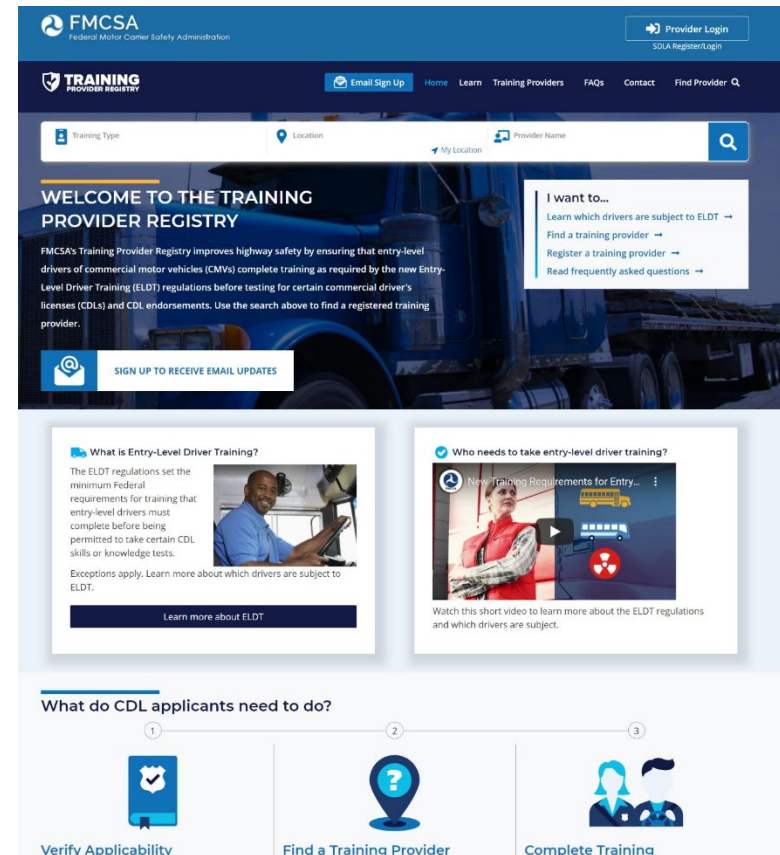 FMCSA
Federal Motor Carrier Safety Administration
Provider Login
SDLA Register/Login
TRAINING
PROVIDER REGISTRY
Email Sign Up
Home
Learn
Training Providers
FAQs
Contact
Find Provider
Training Type
Location
My Location
Provider Name
WELCOME TO THE TRAINING
PROVIDER REGISTRY
FMCSA's Training Provider Registry improves highway safety by ensuring that entry-level
drivers of commercial motor vehicles (CMVs) complete training as required by the new Entry-
Level Driver Training (ELDT) regulations before testing for certain commercial driver's
licenses (CDLs) and CDL endorsements. Use the search above to find a registered training
provider.
SIGN UP TO RECEIVE EMAIL UPDATES
I want to...
Learn which drivers are subject to ELDT →
Find a training provider →
Register a training provider →
Read frequently asked questions →
What is Entry-Level Driver Training?
The ELDT regulations set the
minimum Federal
requirements for training that
entry-level drivers must
complete before being
permitted to take certain CDL
skills or knowledge tests.
Exceptions apply. Learn more about which drivers are subject to
ELDT.
Learn more about ELDT
Who needs to take entry-level driver training?
New Training Requirements for Entry...
Watch this short video to learn more about the ELDT regulations
and which drivers are subject.
What do CDL applicants need to do?
1
2
3
Verify Applicability
Find a Training Provider
Complete Training